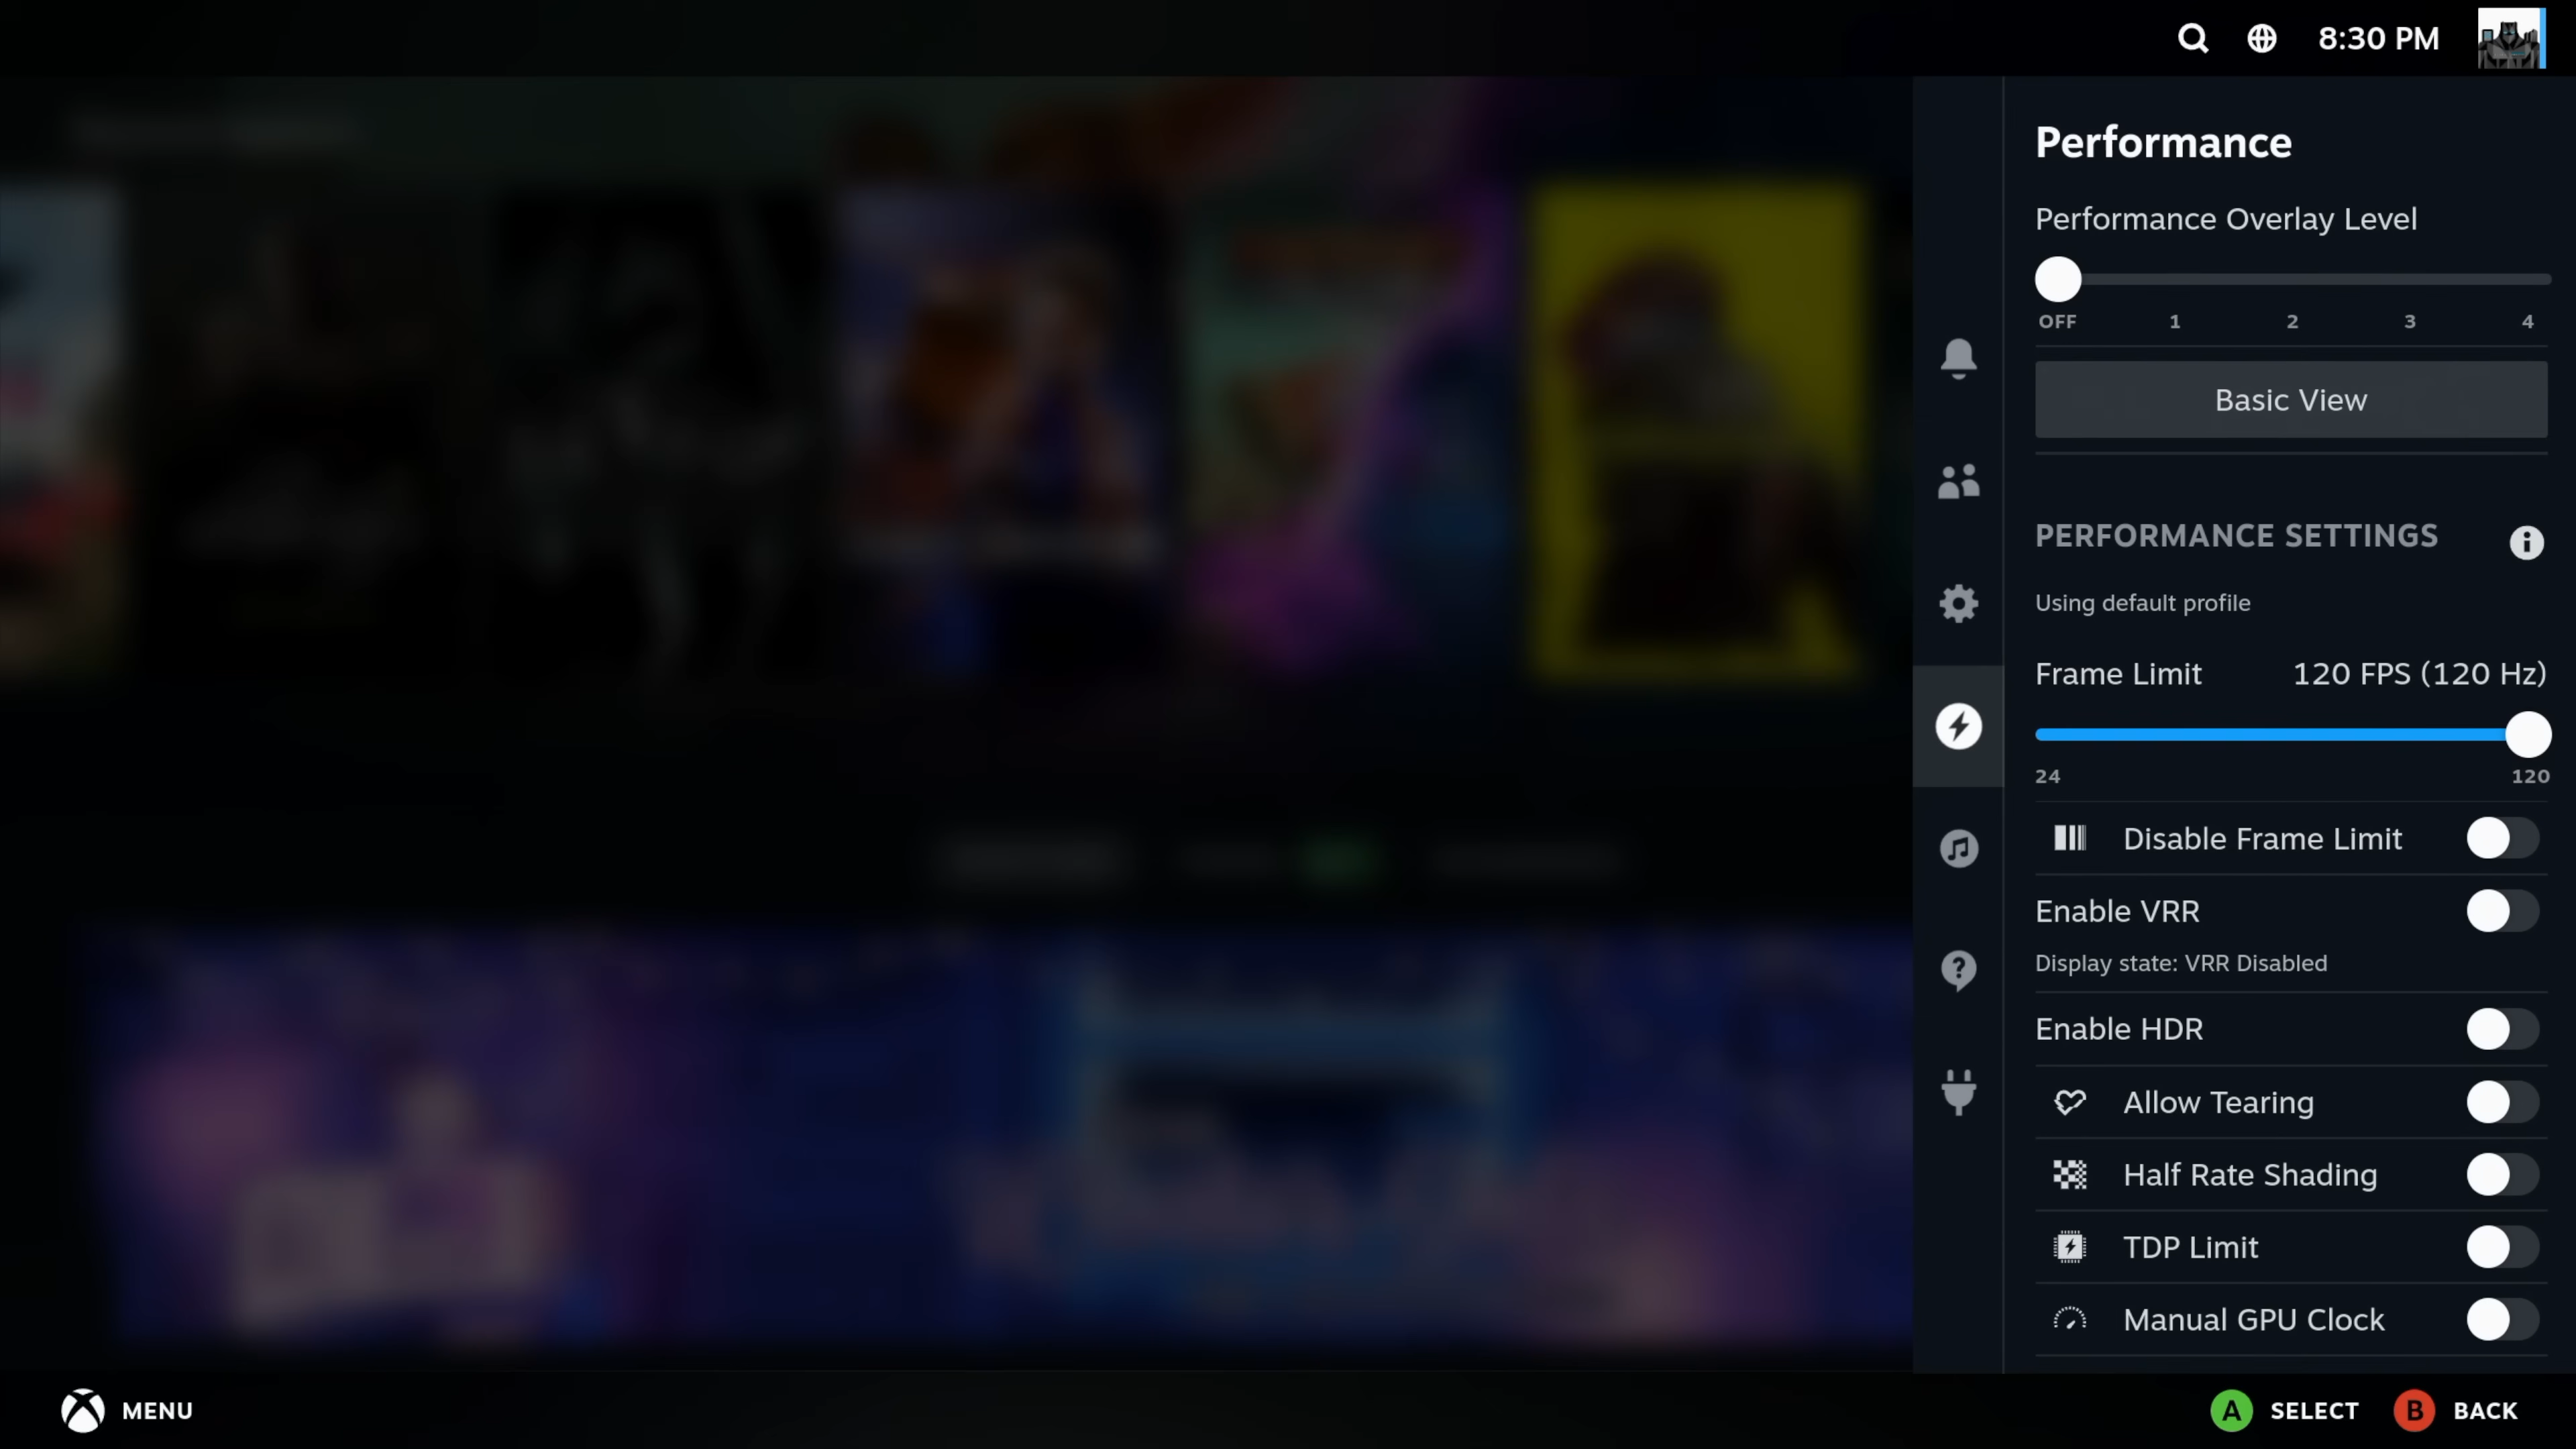 8:30 PM
Performance
Performance Overlay Level
OFF 1 2 3 4
Basic View
PERFORMANCE SETTINGS
Using default profile
Frame Limit 120 FPS (120 Hz)
24 120
Disable Frame Limit
Enable VRR
Display state: VRR Disabled
Enable HDR
Allow Tearing
Half Rate Shading
TDP Limit
Manual GPU Clock
MENU
A SELECT B BACK